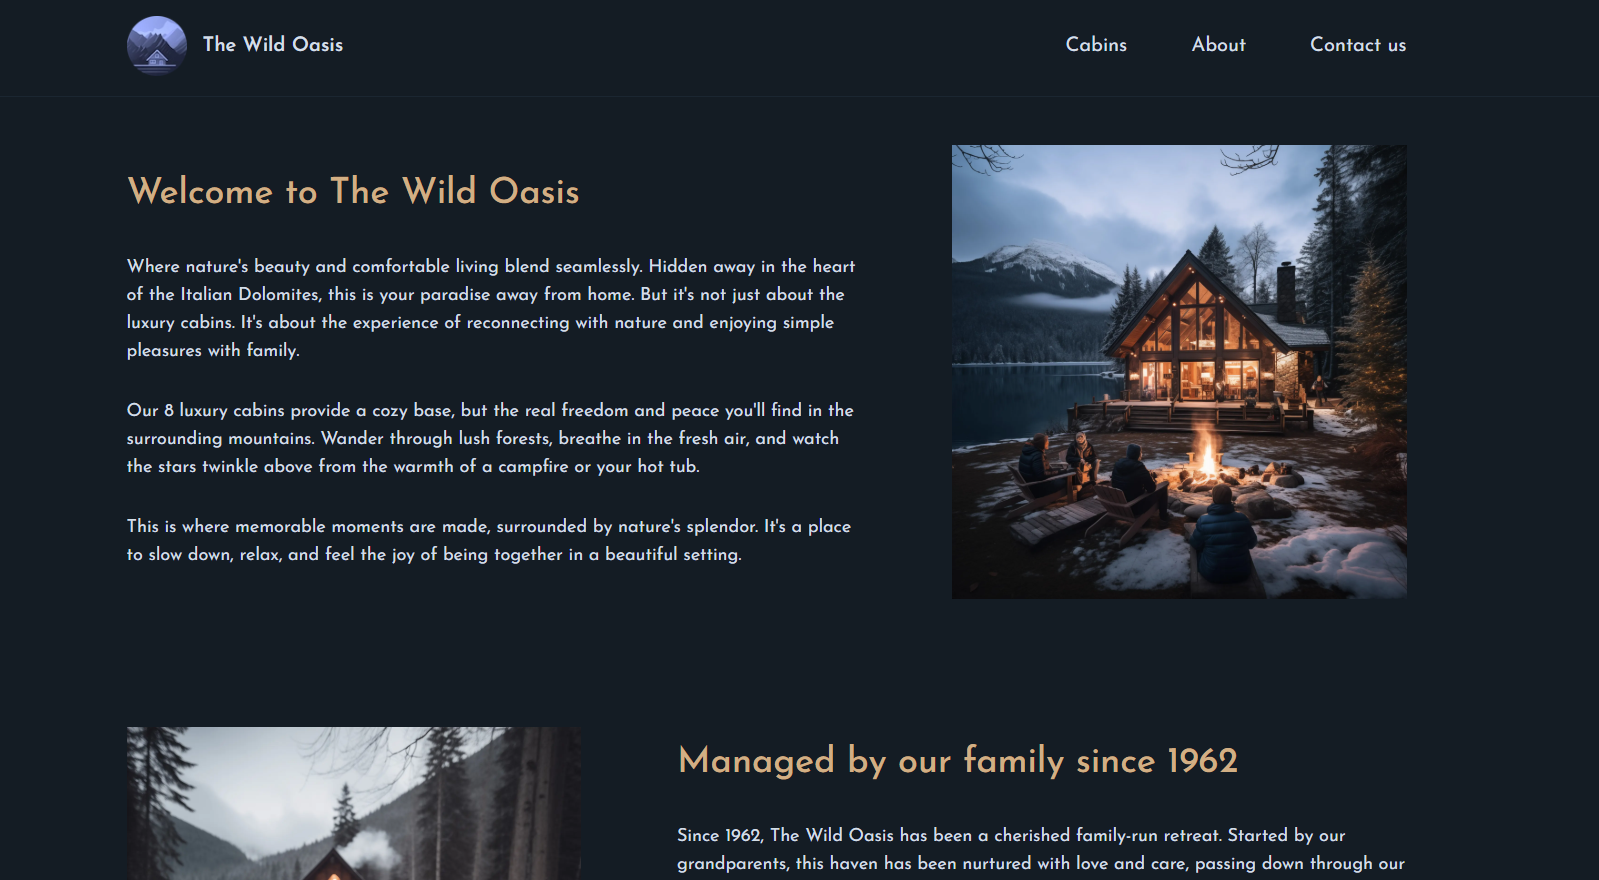 The Wild Oasis
Cabins
About
Contact us
Welcome to The Wild Oasis
Where nature's beauty and comfortable living blend seamlessly. Hidden away in the heart
of the Italian Dolomites, this is your paradise away from home. But it's not just about the
luxury cabins. It's about the experience of reconnecting with nature and enjoying simple
pleasures with family.
Our 8 luxury cabins provide a cozy base, but the real freedom and peace you'll find in the
surrounding mountains. Wander through lush forests, breathe in the fresh air, and watch
the stars twinkle above from the warmth of a campfire or your hot tub.
This is where memorable moments are made, surrounded by nature's splendor. It's a place
to slow down, relax, and feel the joy of being together in a beautiful setting.
Managed by our family since 1962
Since 1962, The Wild Oasis has been a cherished family-run retreat. Started by our
grandparents, this haven has been nurtured with love and care, passing down through our